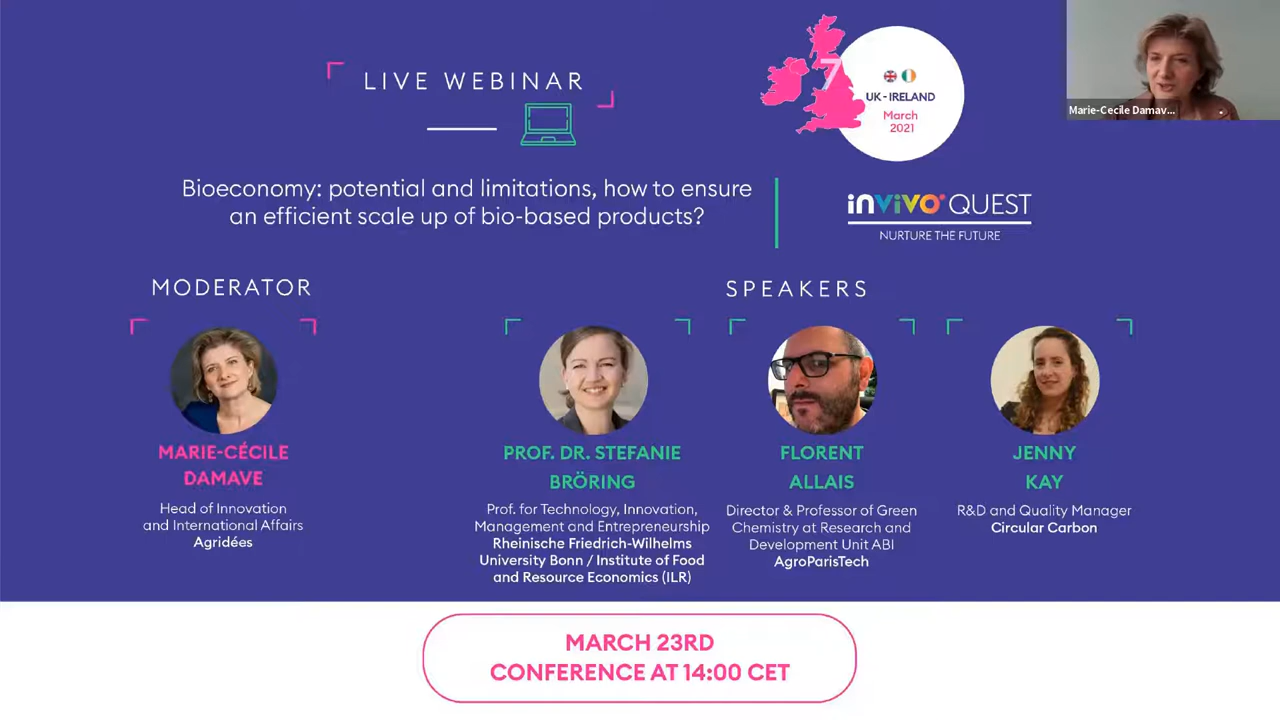 LIVE WEBINAR
7
UK - IRELAND
March
2021
Marie-Cecile Damav...
Bioeconomy: potential and limitations, how to ensure
an efficient scale up of bio-based products?
invivo QUEST
NURTURE THE FUTURE
MODERATOR
SPEAKERS
MARIE-CÉCILE
DAMAVE
Head of Innovation
and International Affairs
Agridées
PROF. DR. STEFANIE
BRÖRING
Prof. for Technology, Innovation,
Management and Entrepreneurship
Rheinische Friedrich-Wilhelms
University Bonn / Institute of Food
and Resource Economics (ILR)
FLORENT
ALLAIS
Director & Professor of Green
Chemistry at Research and
Development Unit ABI
AgroParisTech
JENNY
KAY
R&D and Quality Manager
Circular Carbon
MARCH 23RD
CONFERENCE AT 14:00 CET